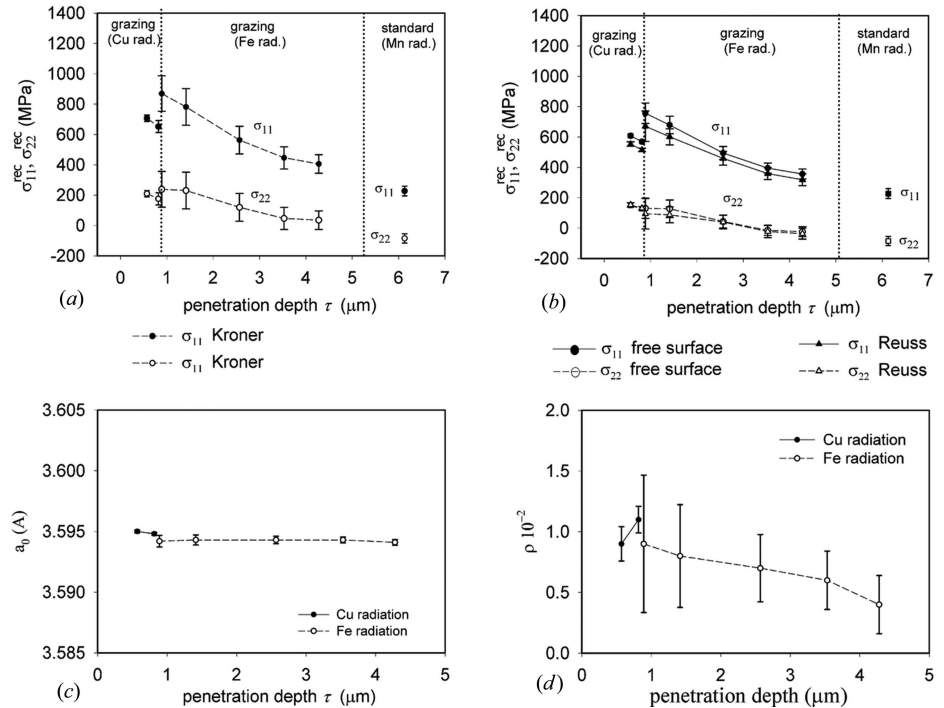 1400
1200
1000
800
600
400
200
0
-200
σ₁₁ʳᵉᶜ, σ₂₂ʳᵉᶜ (MPa)
grazing
(Cu rad.)
grazing
(Fe rad.)
standard
(Mn rad.)
σ₁₁
σ₂₂
σ₁₁
σ₂₂
0 1 2 3 4 5 6 7
(a)
penetration depth τ (μm)
σ₁₁ Kroner
σ₁₁ Kroner
1400
1200
1000
800
600
400
200
0
-200
σ₁₁ʳᵉᶜ, σ₂₂ʳᵉᶜ (MPa)
grazing
(Cu rad.)
grazing
(Fe rad.)
standard
(Mn rad.)
σ₁₁
σ₂₂
σ₁₁
σ₂₂
0 1 2 3 4 5 6 7
(b)
penetration depth τ (μm)
σ₁₁ free surface
σ₂₂ free surface
σ₁₁ Reuss
σ₂₂ Reuss
3.605
3.600
3.595
3.590
3.585
a₀ (A)
Cu radiation
Fe radiation
0 1 2 3 4 5
(c)
penetration depth τ (μm)
2.0
1.5
1.0
0.5
0.0
ρ 10⁻²
Cu radiation
Fe radiation
0 1 2 3 4 5
(d)
penetration depth (μm)